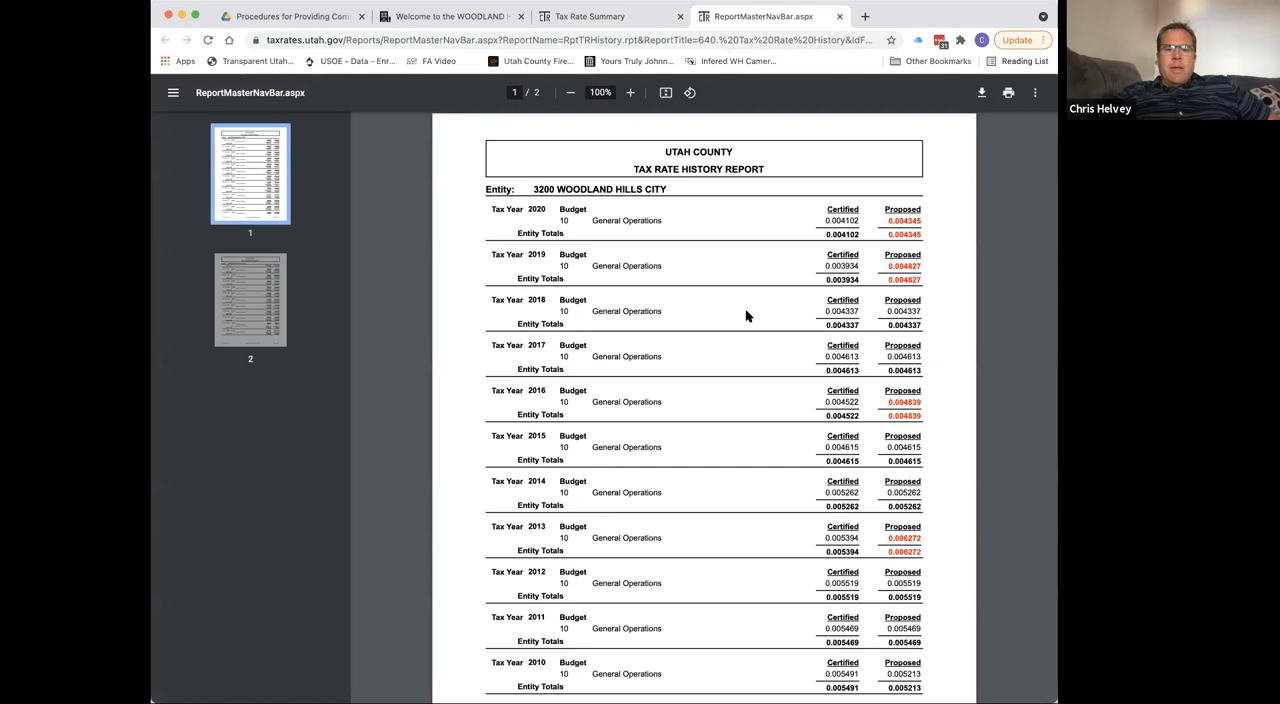 Procedures for Providing Com
Welcome to the WOODLAND H
Tax Rate Summary
ReportMasterNavBar.aspx
taxrates.utah.gov/Reports/ReportMasterNavBar.aspx?ReportName=RptTRHistory.rpt&ReportTitle=640.%20Tax%20Rate%20History&IdF...
31
C
Update
Apps
Transparent Utah...
USOE - Data - Enr...
FA Video
Utah County Fire...
Yours Truly Johnn...
Infered WH Camer...
Other Bookmarks
Reading List
ReportMasterNavBar.aspx
1 / 2
100%
Chris Helvey
1
2
UTAH COUNTY
TAX RATE HISTORY REPORT
Entity: 3200 WOODLAND HILLS CITY
Tax Year 2020 Budget Certified Proposed
10 General Operations 0.004102 0.004345
Entity Totals 0.004102 0.004345
Tax Year 2019 Budget Certified Proposed
10 General Operations 0.003934 0.004827
Entity Totals 0.003934 0.004827
Tax Year 2018 Budget Certified Proposed
10 General Operations 0.004337 0.004337
Entity Totals 0.004337 0.004337
Tax Year 2017 Budget Certified Proposed
10 General Operations 0.004613 0.004613
Entity Totals 0.004613 0.004613
Tax Year 2016 Budget Certified Proposed
10 General Operations 0.004522 0.004839
Entity Totals 0.004522 0.004839
Tax Year 2015 Budget Certified Proposed
10 General Operations 0.004615 0.004615
Entity Totals 0.004615 0.004615
Tax Year 2014 Budget Certified Proposed
10 General Operations 0.005262 0.005262
Entity Totals 0.005262 0.005262
Tax Year 2013 Budget Certified Proposed
10 General Operations 0.005394 0.006272
Entity Totals 0.005394 0.006272
Tax Year 2012 Budget Certified Proposed
10 General Operations 0.005519 0.005519
Entity Totals 0.005519 0.005519
Tax Year 2011 Budget Certified Proposed
10 General Operations 0.005469 0.005469
Entity Totals 0.005469 0.005469
Tax Year 2010 Budget Certified Proposed
10 General Operations 0.005491 0.005213
Entity Totals 0.005491 0.005213